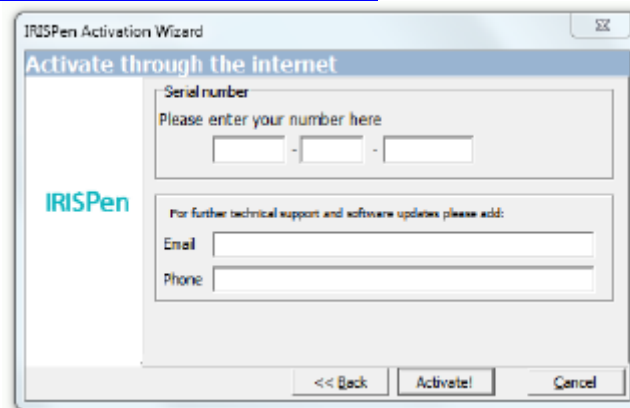 IRISPen Activation Wizard
Activate through the internet
Serial number
Please enter your number here
- -
IRISPen
For further technical support and software updates please add:
Email
Phone
<< Back Activate! Cancel